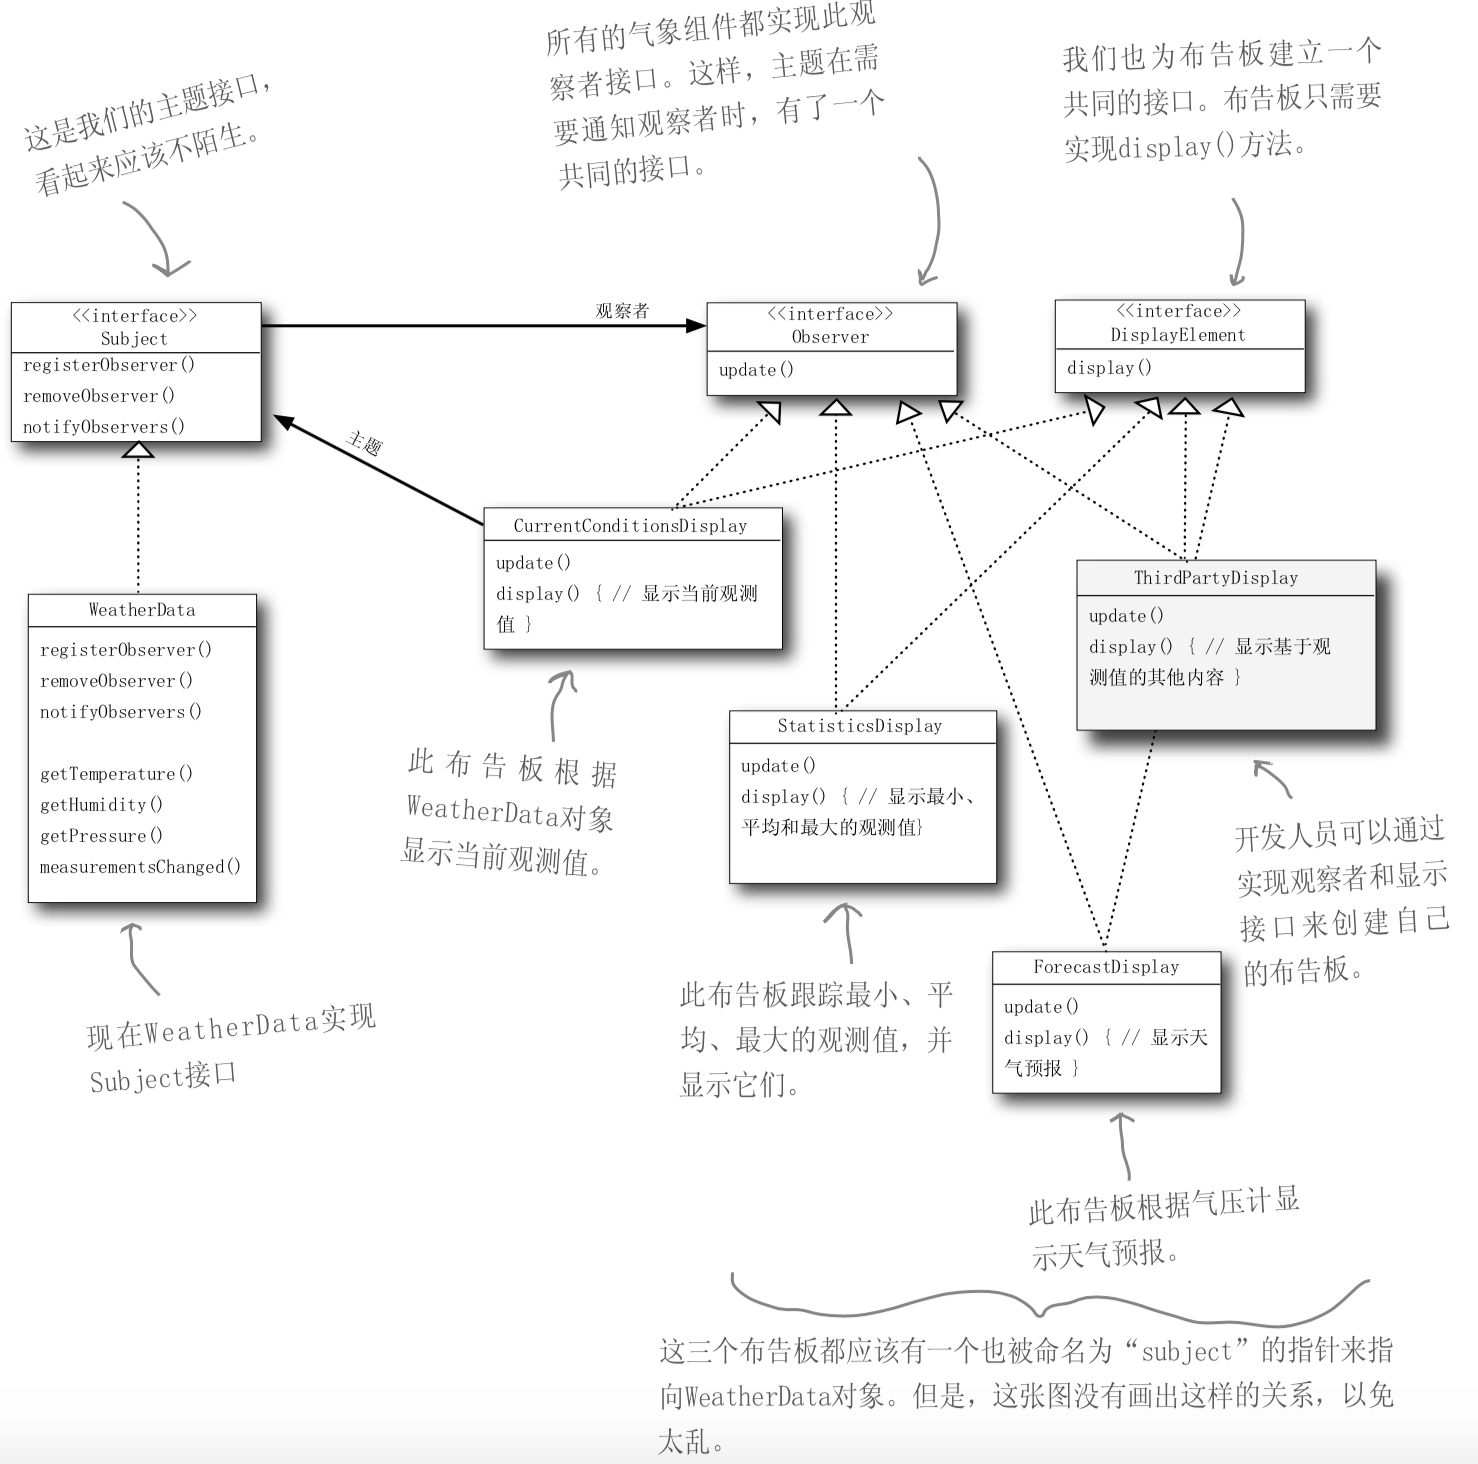 这是我们的主题接口，
看起来应该不陌生。
所有的气象组件都实现此观
察者接口。这样，主题在需
要通知观察者时，有了一个
共同的接口。
我们也为布告板建立一个
共同的接口。布告板只需要
实现display()方法。
<<interface>>
Subject
registerObserver()
removeObserver()
notifyObservers()
观察者
<<interface>>
Observer
update()
<<interface>>
DisplayElement
display()
主题
CurrentConditionsDisplay
update()
display() { // 显示当前观测
值 }
WeatherData
registerObserver()
removeObserver()
notifyObservers()
getTemperature()
getHumidity()
getPressure()
measurementsChanged()
ThirdPartyDisplay
update()
display() { // 显示基于观
测值的其他内容 }
StatisticsDisplay
update()
display() { // 显示最小、
平均和最大的观测值}
此布告板根据
WeatherData对象
显示当前观测值。
开发人员可以通过
实现观察者和显示
接口来创建自己
的布告板。
ForecastDisplay
update()
display() { // 显示天
气预报 }
现在WeatherData实现
Subject接口
此布告板跟踪最小、平
均、最大的观测值，并
显示它们。
此布告板根据气压计显
示天气预报。
这三个布告板都应该有一个也被命名为“subject”的指针来指
向WeatherData对象。但是，这张图没有画出这样的关系，以免
太乱。